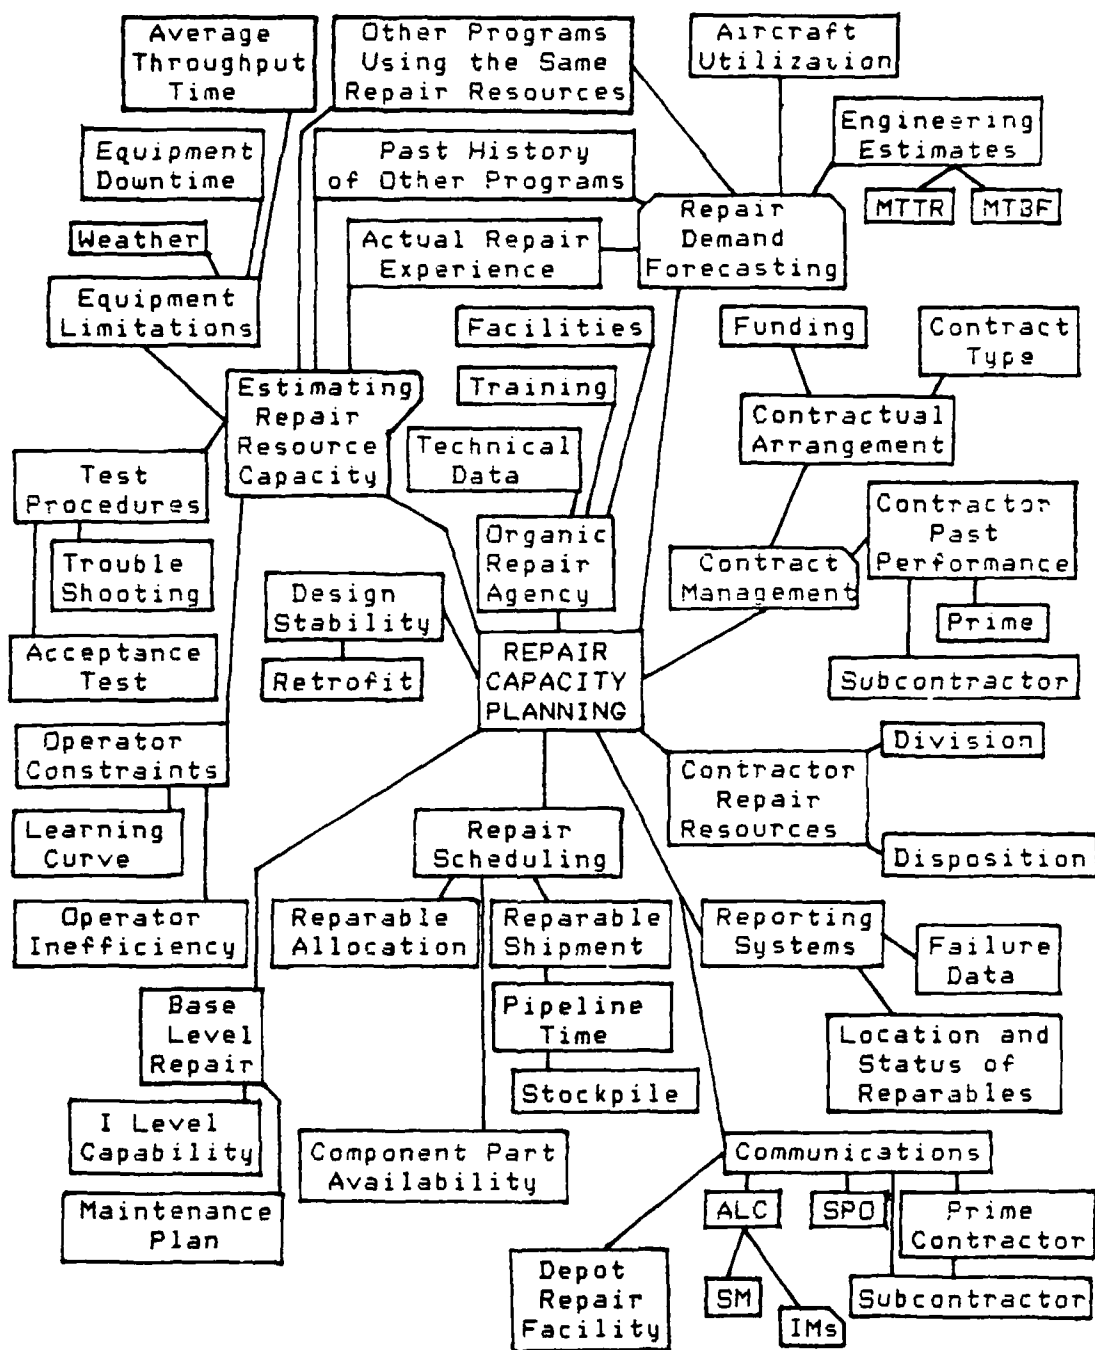 Average
Throughput
Time
Other Programs
Using the Same
Repair Resources
Aircraft
Utilization
Equipment
Downtime
Past History
of Other Programs
Engineering
Estimates
MTTR
MTBF
Weather
Actual Repair
Experience
Repair
Demand
Forecasting
Equipment
Limitations
Facilities
Funding
Contract
Type
Estimating
Repair
Resource
Capacity
Training
Contractual
Arrangement
Technical
Data
Test
Procedures
Contractor
Past
Performance
Organic
Repair
Agency
Trouble
Shooting
Contract
Management
Design
Stability
Prime
Acceptance
Test
Retrofit
REPAIR
CAPACITY
PLANNING
Subcontractor
Operator
Constraints
Division
Contractor
Repair
Resources
Learning
Curve
Repair
Scheduling
Disposition
Operator
Inefficiency
Reparable
Allocation
Reparable
Shipment
Reporting
Systems
Failure
Data
Base
Level
Repair
Pipeline
Time
Location and
Status of
Reparables
Stockpile
I Level
Capability
Component Part
Availability
Communications
Maintenance
Plan
ALC
SPO
Prime
Contractor
Depot
Repair
Facility
SM
IMs
Subcontractor